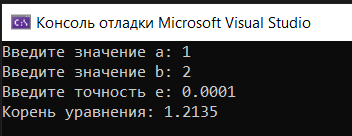 C:\ Консоль отладки Microsoft Visual Studio
Введите значение a: 1
Введите значение b: 2
Введите точность e: 0.0001
Корень уравнения: 1.2135